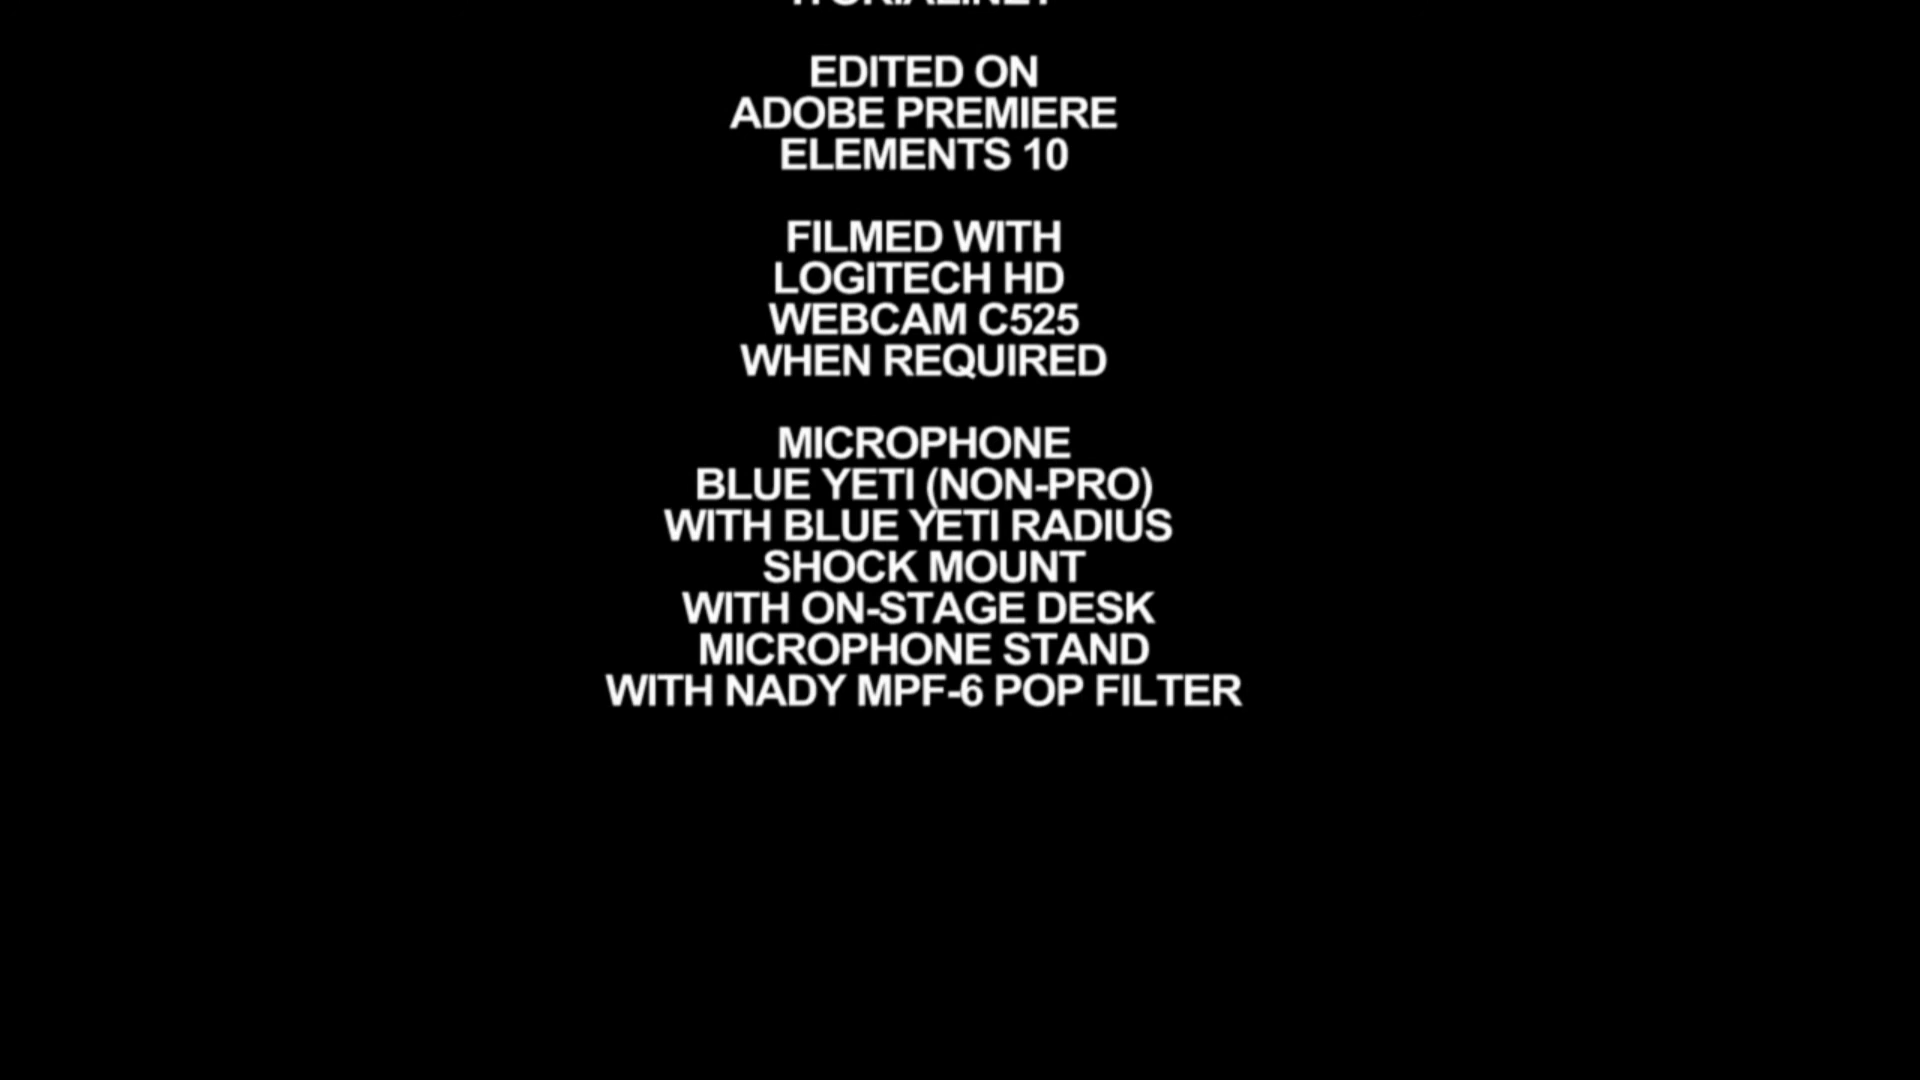 EDITED ON
ADOBE PREMIERE
ELEMENTS 10
FILMED WITH
LOGITECH HD
WEBCAM C525
WHEN REQUIRED
MICROPHONE
BLUE YETI (NON-PRO)
WITH BLUE YETI RADIUS
SHOCK MOUNT
WITH ON-STAGE DESK
MICROPHONE STAND
WITH NADY MPF-6 POP FILTER